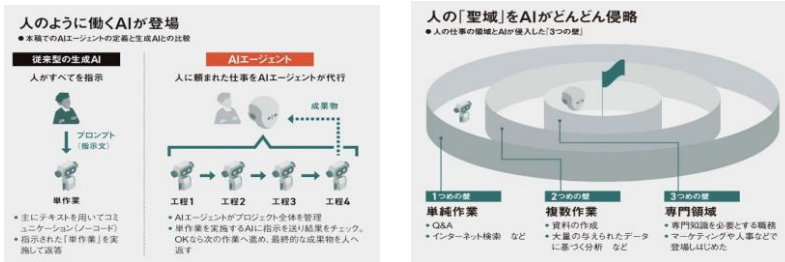 人のように働くAIが登場
●本稿でのAIエージェントの定義と生成AIとの比較
従来型の生成AI
人がすべてを指示
プロンプト
(指示文)
単作業
•主にテキストを用いてコミ
ュニケーション(ノーコード)
•指示された「単作業」を実施
して返答
AIエージェント
人に頼まれた仕事をAIエージェントが代行
成果物
工程1
工程2
工程3
工程4
•AIエージェントがプロジェクト全体を管理
•単作業を実施するAIに指示を送り結果をチェック。
OKなら次の作業へ進め、最終的な成果物を人へ
返す
人の「聖域」をAIがどんどん侵略
●人の仕事の領域とAIが侵入した「3つの壁」
1つめの壁
単純作業
•Q&A
•インターネット検索 など
2つめの壁
複数作業
•資料の作成
•大量の与えられたデータ
に基づく分析 など
3つめの壁
専門領域
•専門知識を必要とする職務
•マーケティングや人事などで
登場しはじめた